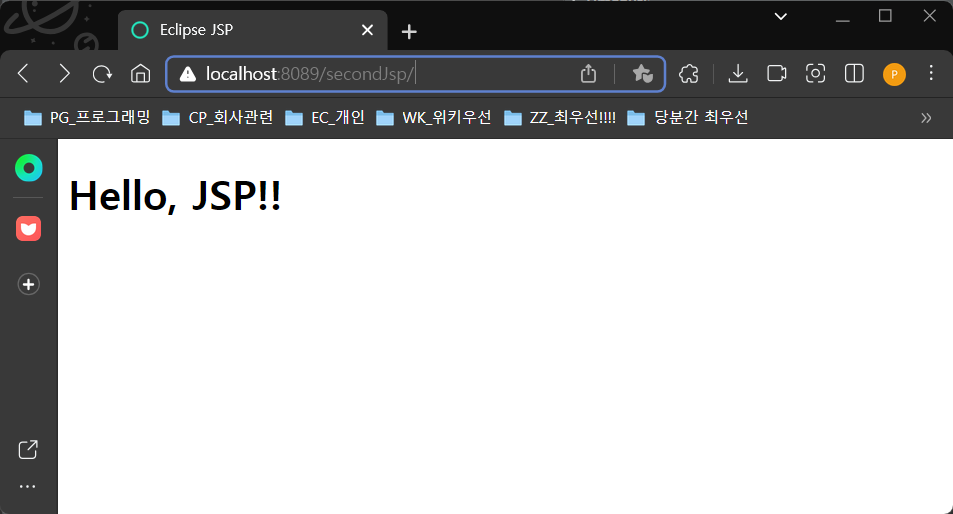 Eclipse JSP
localhost:8089/secondJsp/
P
PG_프로그래밍 CP_회사관련 EC_개인 WK_위키우선 ZZ_최우선!!!! 당분간 최우선
Hello, JSP!!